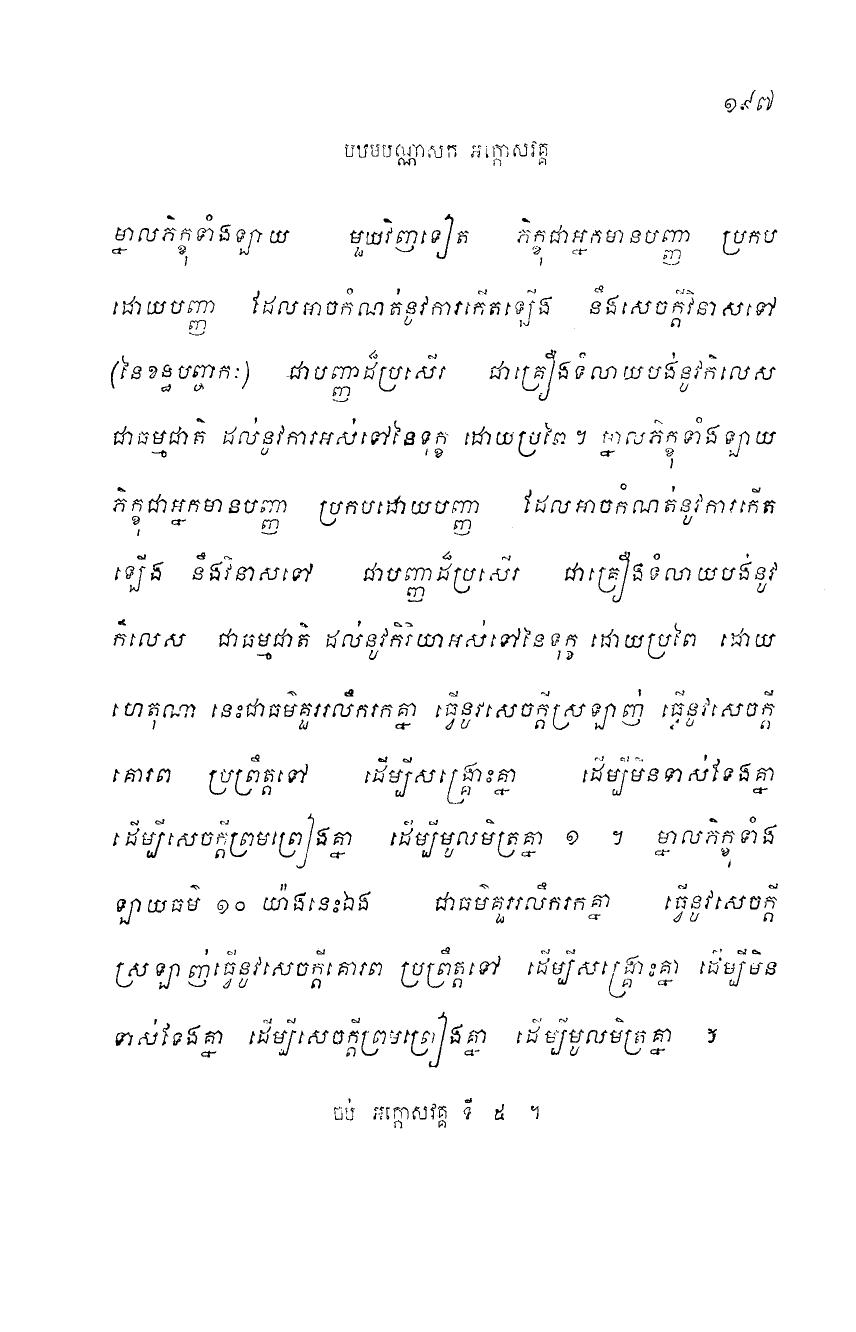 ១៩៧
បឋមបណ្ណាសក អក្កោសវគ្គ
ម្នាលភិក្ខុទាំងឡាយ មួយវិញទៀត ភិក្ខុជាអ្នកមានបញ្ញា ប្រកប
ដោយបញ្ញា ដែលអាចកំណត់នូវការកើតឡើង នឹងសេចក្តីវិនាសទៅ
(នៃខន្ធបញ្ចកៈ) ជាបញ្ញាដ៏ប្រសើរ ជាគ្រឿងទំលាយបង់នូវកិលេស
ជាធម្មជាតិ ដល់នូវការអស់ទៅនៃទុក្ខ ដោយប្រពៃ។ ម្នាលភិក្ខុទាំងឡាយ
ភិក្ខុជាអ្នកមានបញ្ញា ប្រកបដោយបញ្ញា ដែលអាចកំណត់នូវការកើត
ឡើង នឹងវិនាសទៅ ជាបញ្ញាដ៏ប្រសើរ ជាគ្រឿងទំលាយបង់នូវ
កិលេស ជាធម្មជាតិ ដល់នូវកិរិយាអស់ទៅនៃទុក្ខ ដោយប្រពៃ ដោយ
ហេតុណា នេះជាធម៌គួររលឹករកគ្នា ធ្វើនូវសេចក្តីស្រឡាញ់ ធ្វើនូវសេចក្តី
គោរព ប្រព្រឹត្តទៅ ដើម្បីសង្គ្រោះគ្នា ដើម្បីមិនទាស់ទែងគ្នា
ដើម្បីសេចក្តីព្រមព្រៀងគ្នា ដើម្បីមូលមិត្រគ្នា ១ ។ ម្នាលភិក្ខុទាំង
ឡាយធម៌ ១០ យ៉ាងនេះឯង ជាធម៌គួររលឹករកគ្នា ធ្វើនូវសេចក្តី
ស្រឡាញ់ធ្វើនូវសេចក្តីគោរព ប្រព្រឹត្តទៅ ដើម្បីសង្គ្រោះគ្នា ដើម្បីមិន
ទាស់ទែងគ្នា ដើម្បីសេចក្តីព្រមព្រៀងគ្នា ដើម្បីមូលមិត្រគ្នា ៚
ចប់ អក្កោសវគ្គ ទី ៥ ។